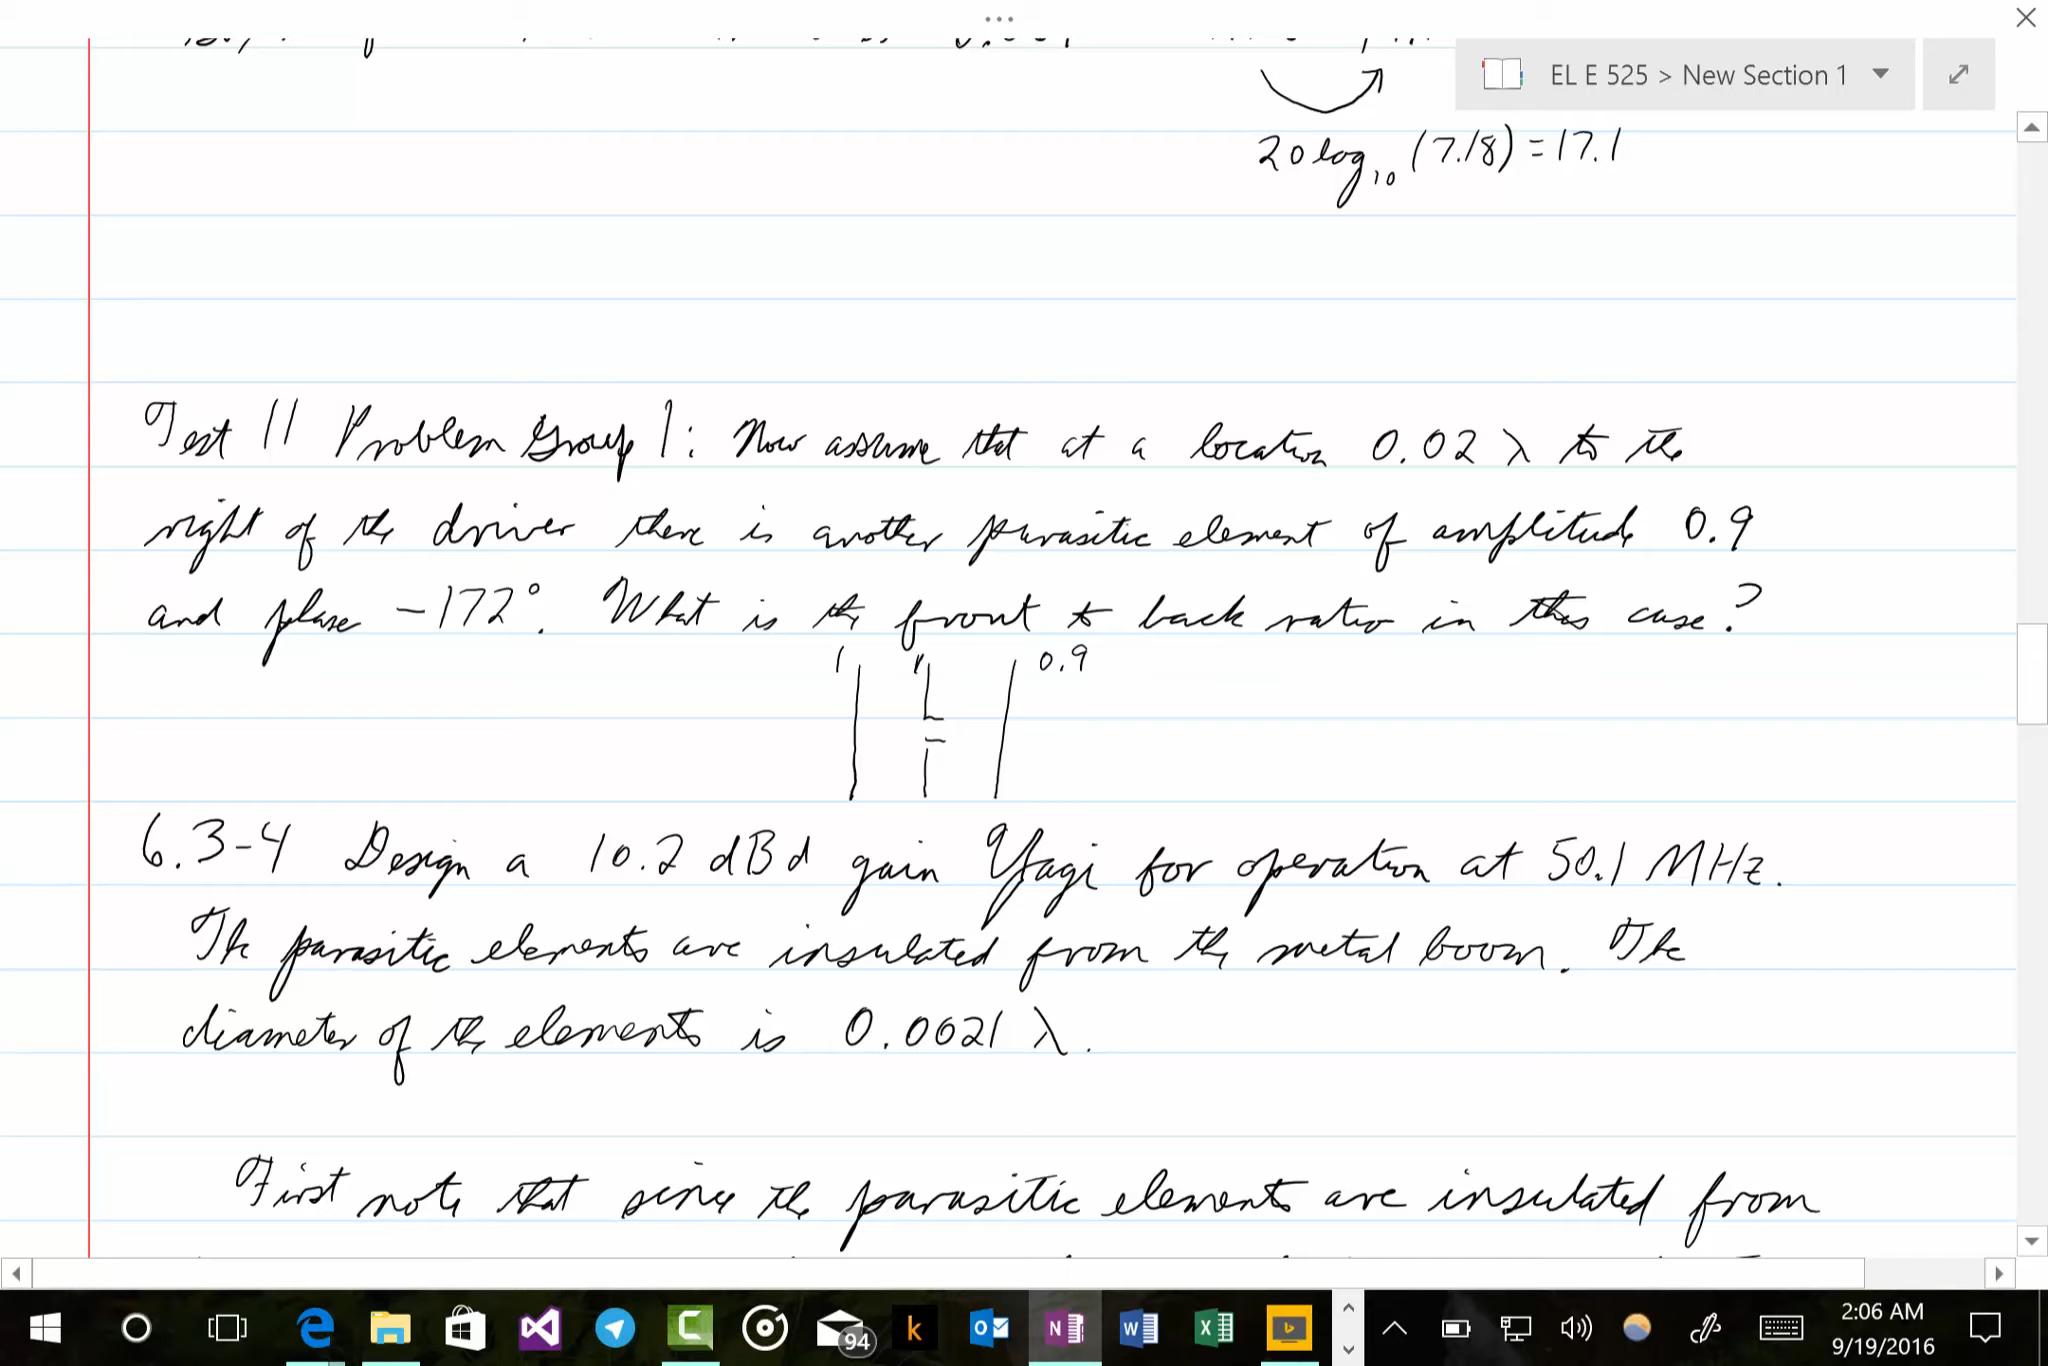 EL E 525 > New Section 1
20 log₁₀ (7.18) = 17.1
Test 11 Problem Group 1: Now assume that at a location 0.02 λ to the
right of the driver there is another parasitic element of amplitude 0.9
and phase -172°. What is the front to back ratio in this case?
1 1 0.9
6.3-4 Design a 10.2 dBd gain Yagi for operation at 50.1 MHz.
The parasitic elements are insulated from the metal boom. The
diameter of the elements is 0.0021 λ.
First note that since the parasitic elements are insulated from
94
2:06 AM
9/19/2016